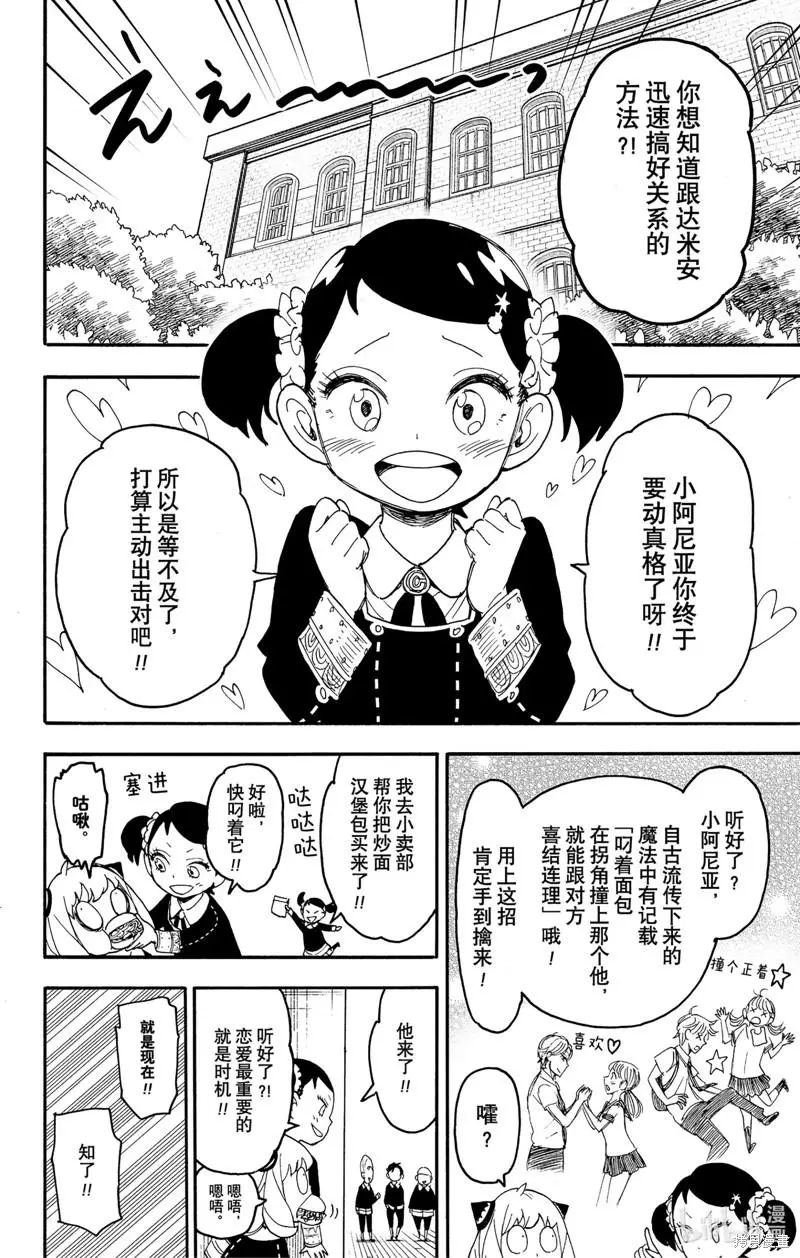 ええ〜〜〜っ
你想知道跟达米安
迅速搞好关系的
方法?!
小阿尼亚你终于
要动真格了呀!!
所以是等不及了，
打算主动出击对吧!!
听好了?
小阿尼亚，
自古流传下来的
魔法中有记载
「叼着面包
在拐角撞上那个他，
就能跟对方
喜结连理」哦!
用上这招
肯定手到擒来!
撞个正着☆
喜欢♡
嚯?
我去小卖部
帮你把炒面
汉堡包买来了!!
哒哒哒
好啦，
快叼着它!!
塞进
咕啾。
他来了!!
听好了?!
恋爱最重要的
就是时机!!
嗯唔，
嗯唔。
就是现在!!
知了!!
C
bilibili
漫画